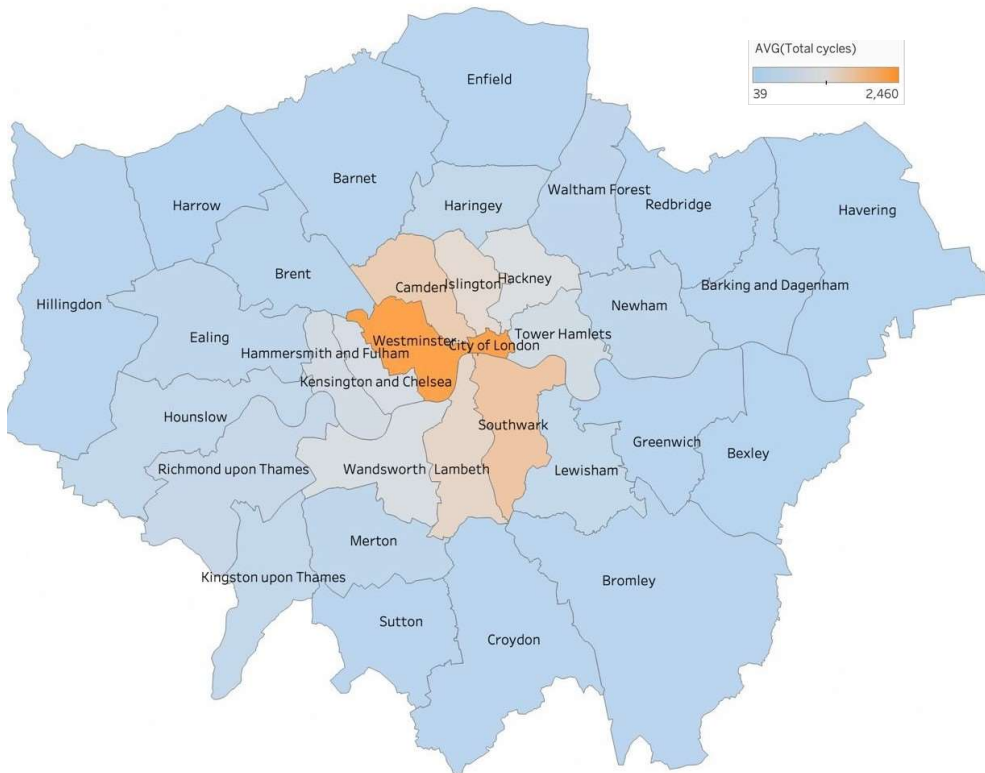 AVG(Total cycles)
39 2,460
Enfield
Barnet
Waltham Forest
Harrow
Haringey
Redbridge
Havering
Brent
Camden
Islington
Hackney
Barking and Dagenham
Hillingdon
Newham
Ealing
Westminster
City of London
Tower Hamlets
Hammersmith and Fulham
Kensington and Chelsea
Hounslow
Southwark
Greenwich
Bexley
Richmond upon Thames
Wandsworth
Lambeth
Lewisham
Merton
Kingston upon Thames
Bromley
Sutton
Croydon